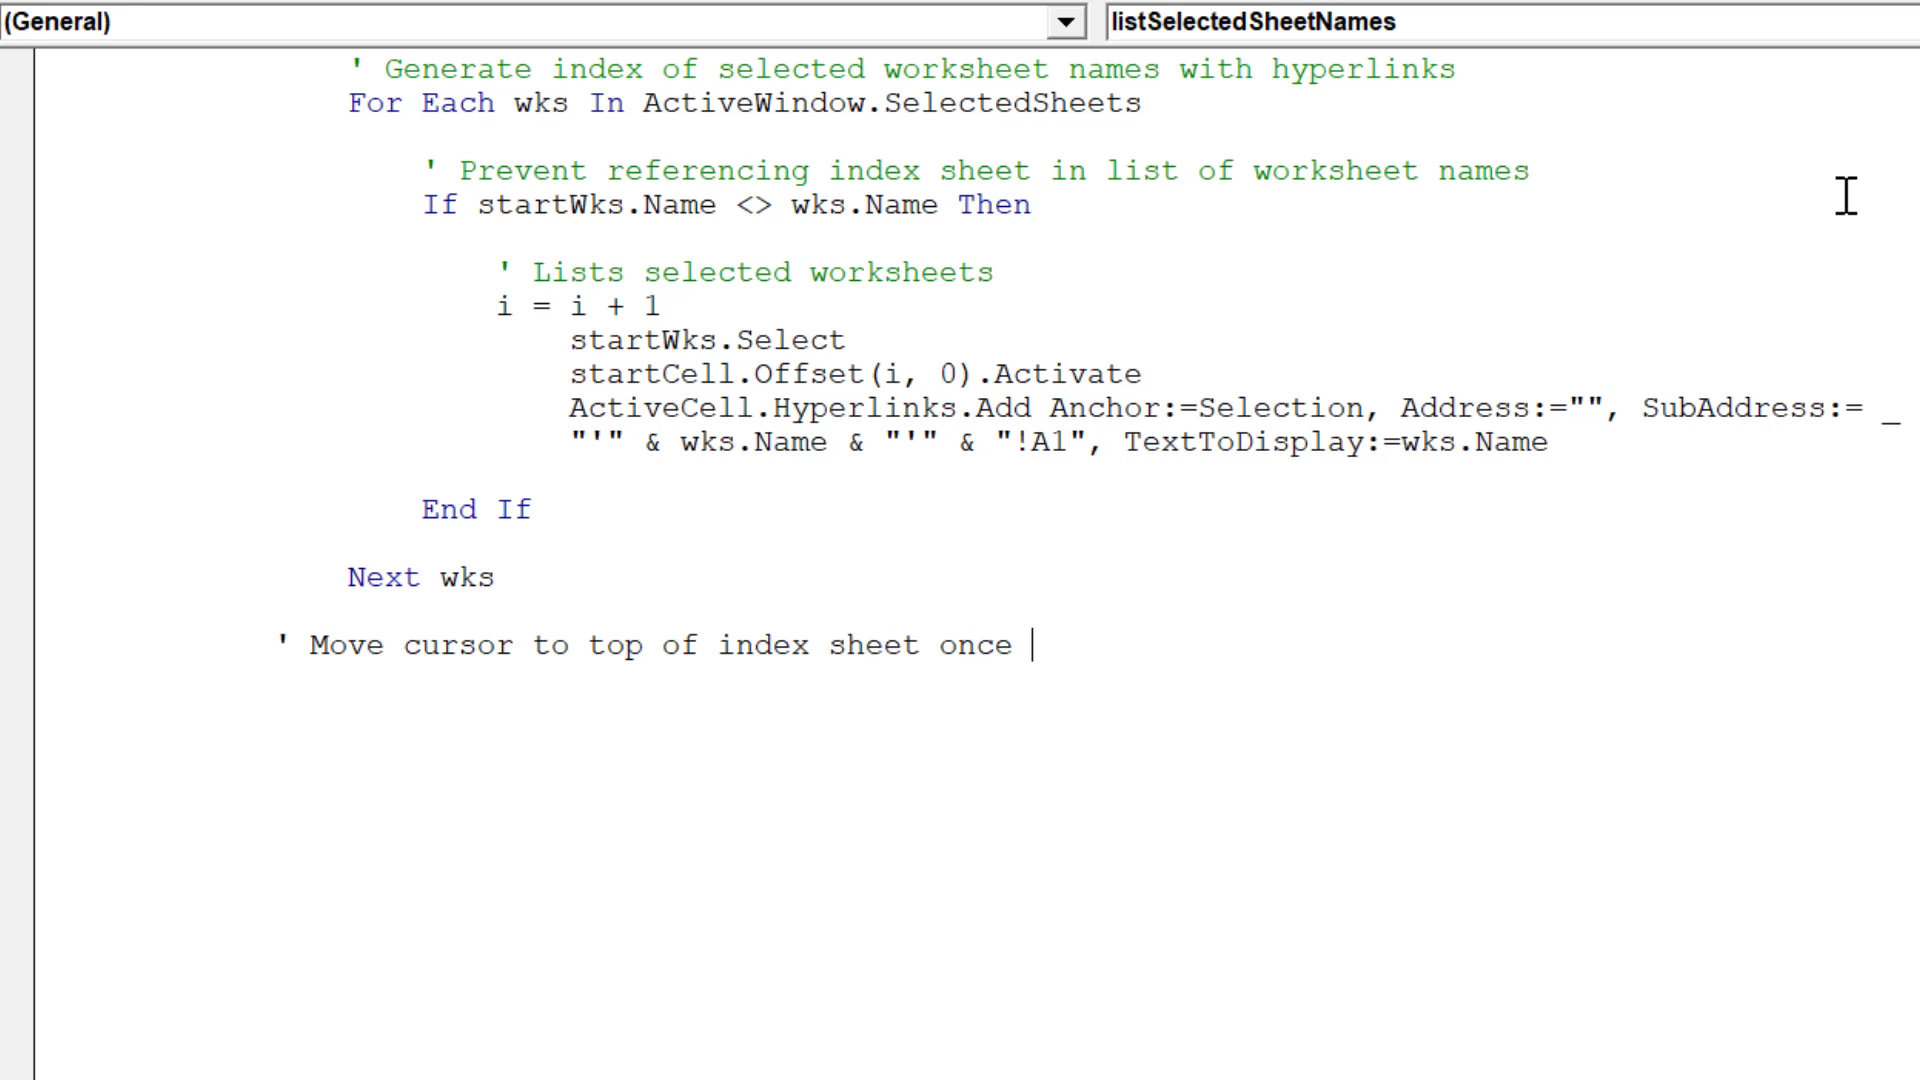 (General)
listSelectedSheetNames
' Generate index of selected worksheet names with hyperlinks
For Each wks In ActiveWindow.SelectedSheets
' Prevent referencing index sheet in list of worksheet names
If startWks.Name <> wks.Name Then
' Lists selected worksheets
i = i + 1
startWks.Select
startCell.Offset(i, 0).Activate
ActiveCell.Hyperlinks.Add Anchor:=Selection, Address:="", SubAddress:= _
"'" & wks.Name & "'" & "!A1", TextToDisplay:=wks.Name
End If
Next wks
' Move cursor to top of index sheet once